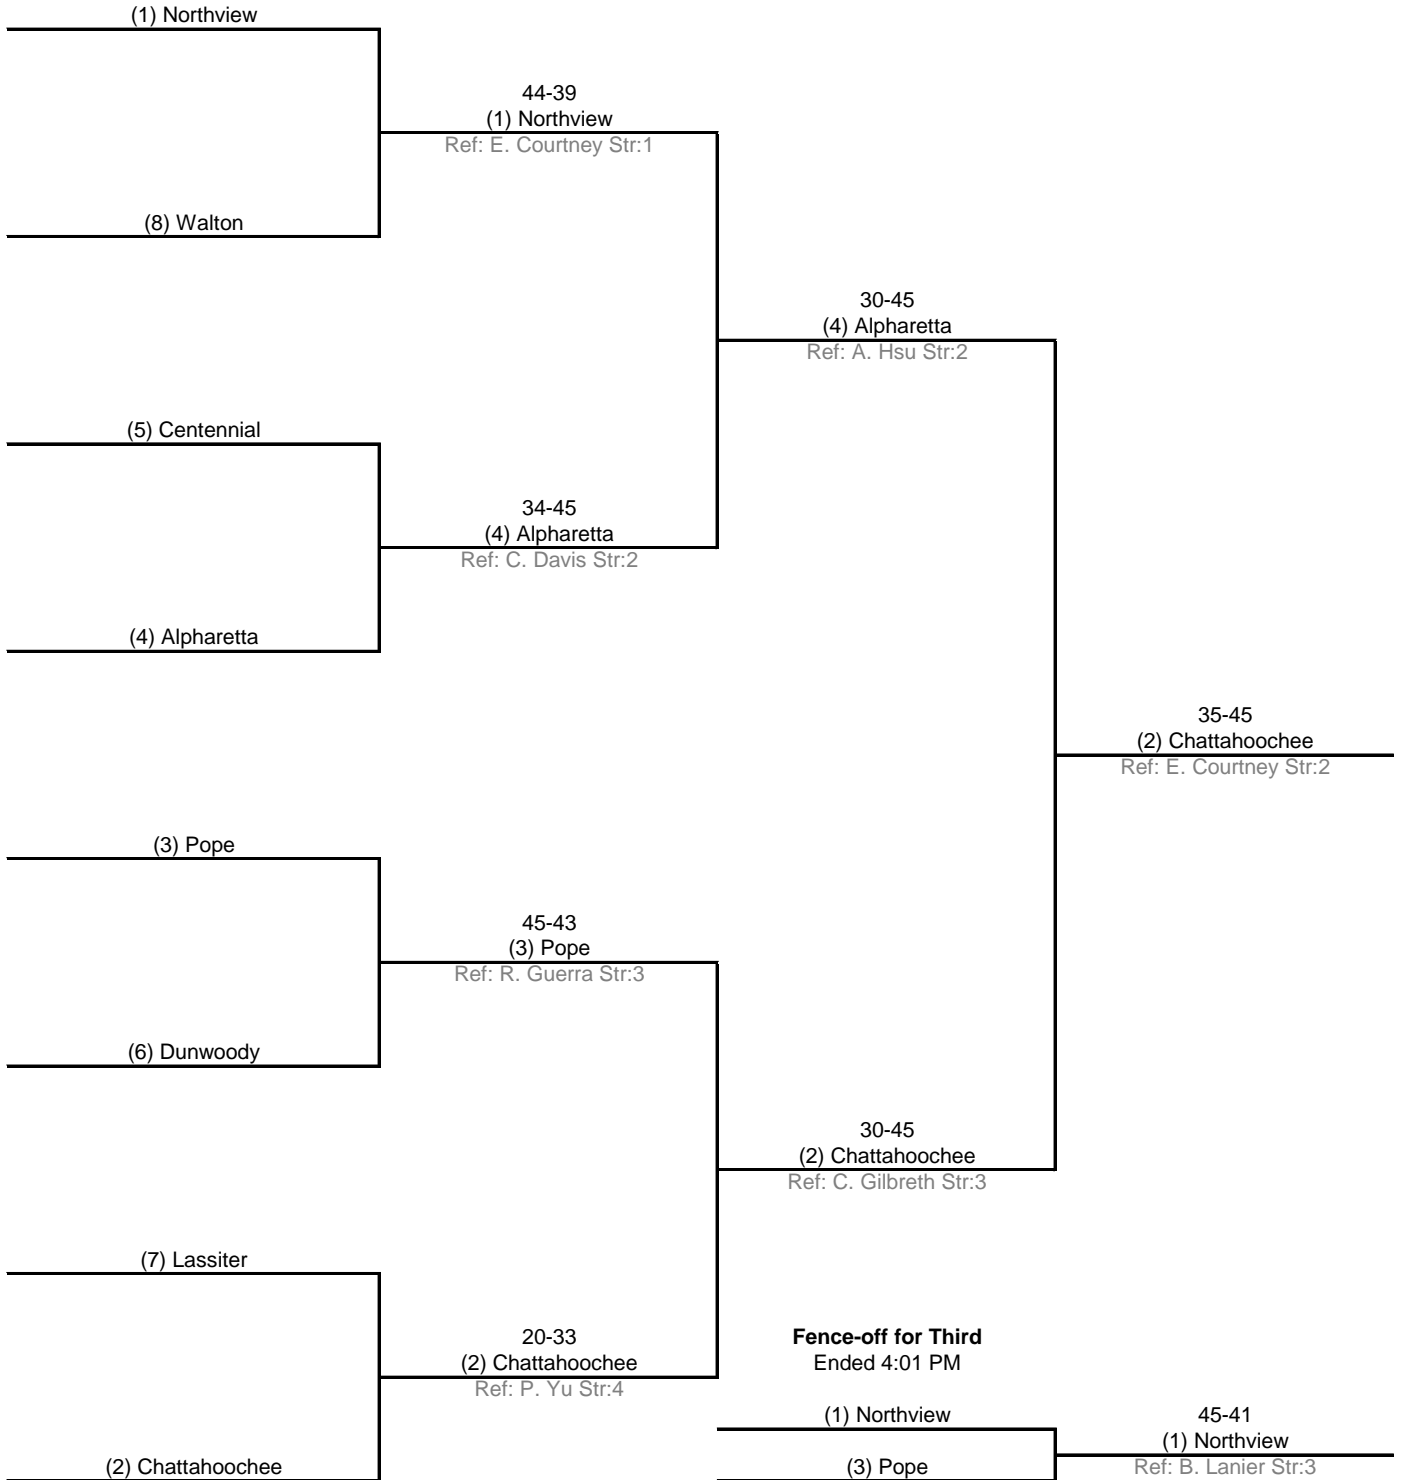 (1) Northview
44-39
(1) Northview
Ref: E. Courtney Str:1
(8) Walton
30-45
(4) Alpharetta
Ref: A. Hsu Str:2
(5) Centennial
34-45
(4) Alpharetta
Ref: C. Davis Str:2
(4) Alpharetta
35-45
(2) Chattahoochee
Ref: E. Courtney Str:2
(3) Pope
45-43
(3) Pope
Ref: R. Guerra Str:3
(6) Dunwoody
30-45
(2) Chattahoochee
Ref: C. Gilbreth Str:3
(7) Lassiter
20-33
(2) Chattahoochee
Ref: P. Yu Str:4
(2) Chattahoochee
Fence-off for Third
Ended 4:01 PM
(1) Northview
45-41
(1) Northview
Ref: B. Lanier Str:3
(3) Pope